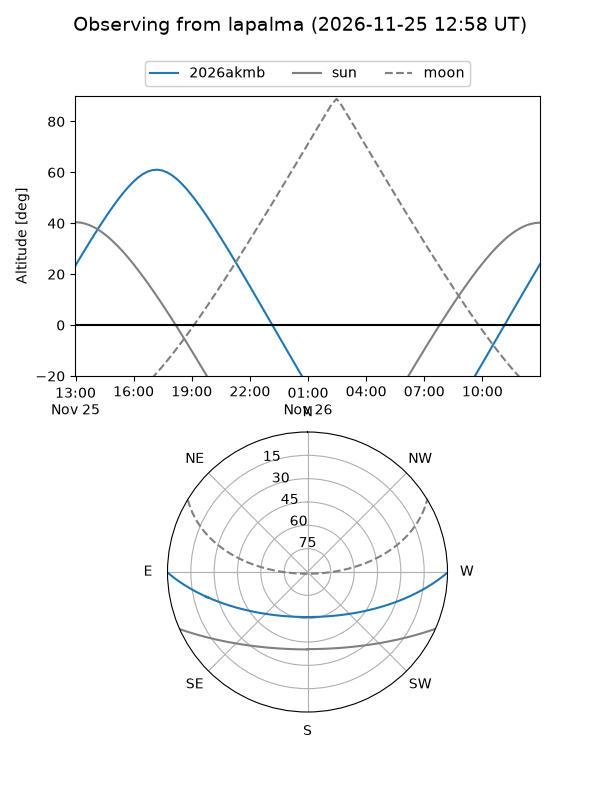 Observing from lapalma (2026-11-25 12:58 UT)
2026akmb sun moon
Altitude [deg]
80
60
40
20
0
−20
13:00 16:00 19:00 22:00 01:00 04:00 07:00 10:00
Nov 25 Nov 26
N
NE NW
15
30
45
60
75
E W
SE SW
S